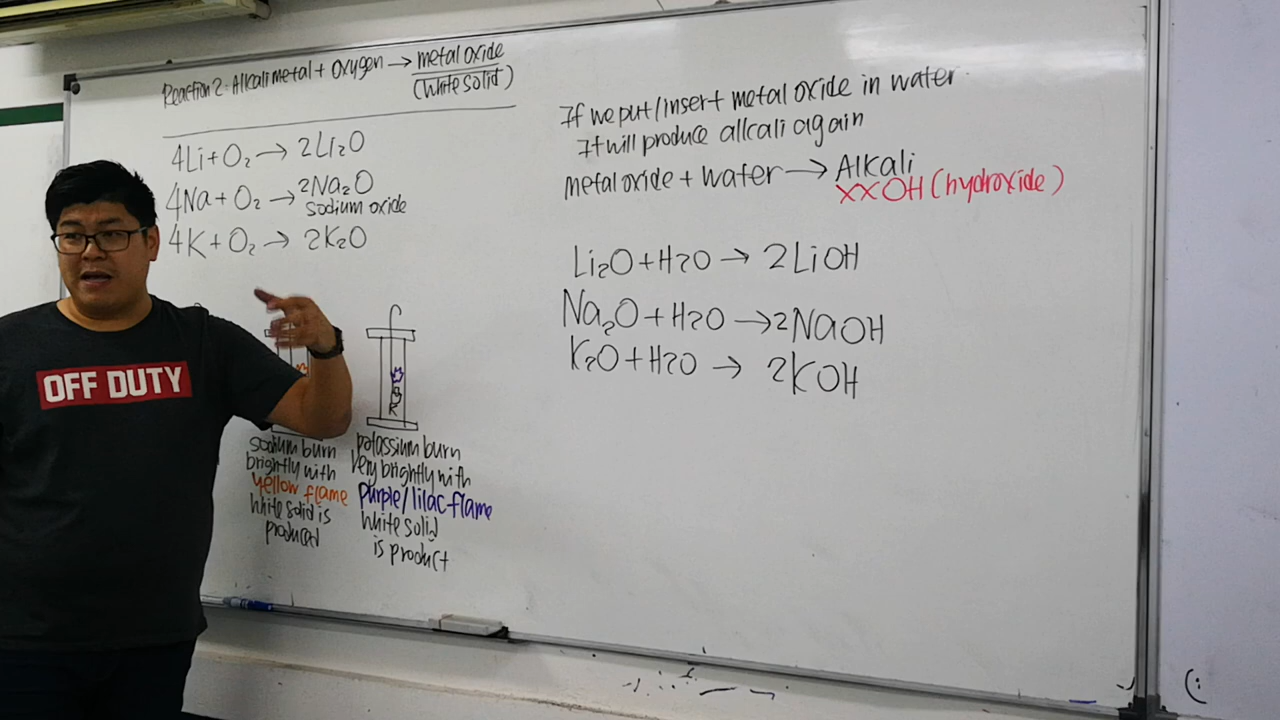 Reaction 2: Alkali metal + Oxygen → metal oxide
(white solid)
4Li + O₂ → 2Li₂O
4Na + O₂ → 2Na₂O
sodium oxide
4K + O₂ → 2K₂O
sodium burn
brightly with
yellow flame
white solid is
produced
K
potassium burn
very brightly with
purple/lilac flame
white solid
is product
If we put/insert metal oxide in water
It will produce alkali again
metal oxide + water → Alkali
XXOH (hydroxide)
Li₂O + H2O → 2LiOH
Na₂O + H2O → 2NaOH
K₂O + H2O → 2KOH
OFF DUTY
(: